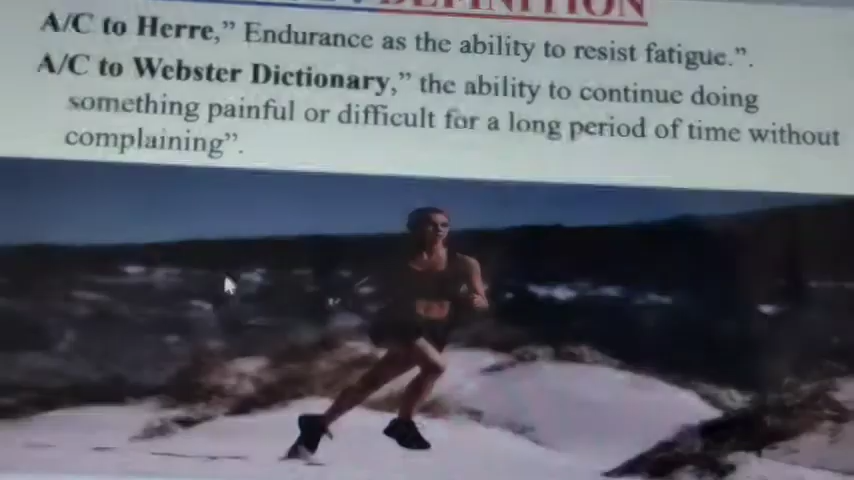 DEFINITION
A/C to Herre,” Endurance as the ability to resist fatigue.”.
A/C to Webster Dictionary,” the ability to continue doing
something painful or difficult for a long period of time without
complaining”.